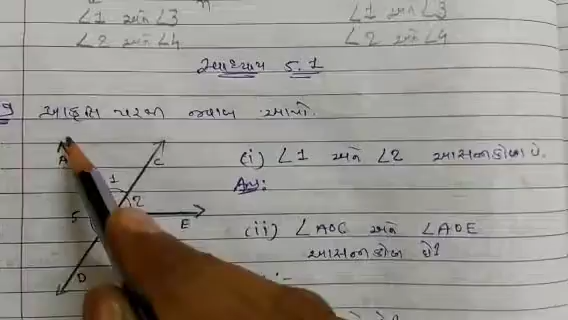 ∠1 અને ∠3
∠2 અને ∠4
∠1 અને ∠3
∠2 અને ∠4
સ્વાધ્યાય 5.1
આકૃતિ પરથી જવાબ આપો.
(i) ∠1 અને ∠2 આસન્નકોણ છે.
Ans:
(ii) ∠AOC અને ∠AOE
આસન્નકોણ છે?
A
C
1
2
5
E
D